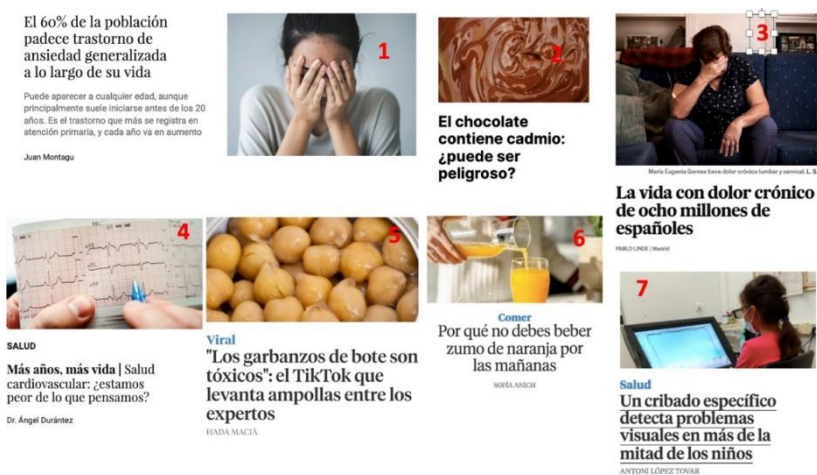 El 60% de la población
padece trastorno de
ansiedad generalizada
a lo largo de su vida
Puede aparecer a cualquier edad, aunque
principalmente suele iniciarse antes de los 20
años. Es el trastorno que más se registra en
atención primaria, y cada año va en aumento
Juan Montagu
1
2
El chocolate
contiene cadmio:
¿puede ser
peligroso?
3
María Eugenia Gornes tiene dolor crónico lumbar y cervical. L. S.
La vida con dolor crónico
de ocho millones de
españoles
PABLO LINDE | Madrid
4
SALUD
Más años, más vida | Salud
cardiovascular: ¿estamos
peor de lo que pensamos?
Dr. Ángel Durántez
5
Viral
"Los garbanzos de bote son
tóxicos": el TikTok que
levanta ampollas entre los
expertos
HADA MACIÀ
6
Comer
Por qué no debes beber
zumo de naranja por
las mañanas
SOFÍA ANICH
7
Salud
Un cribado específico
detecta problemas
visuales en más de la
mitad de los niños
ANTONI LÓPEZ TOVAR